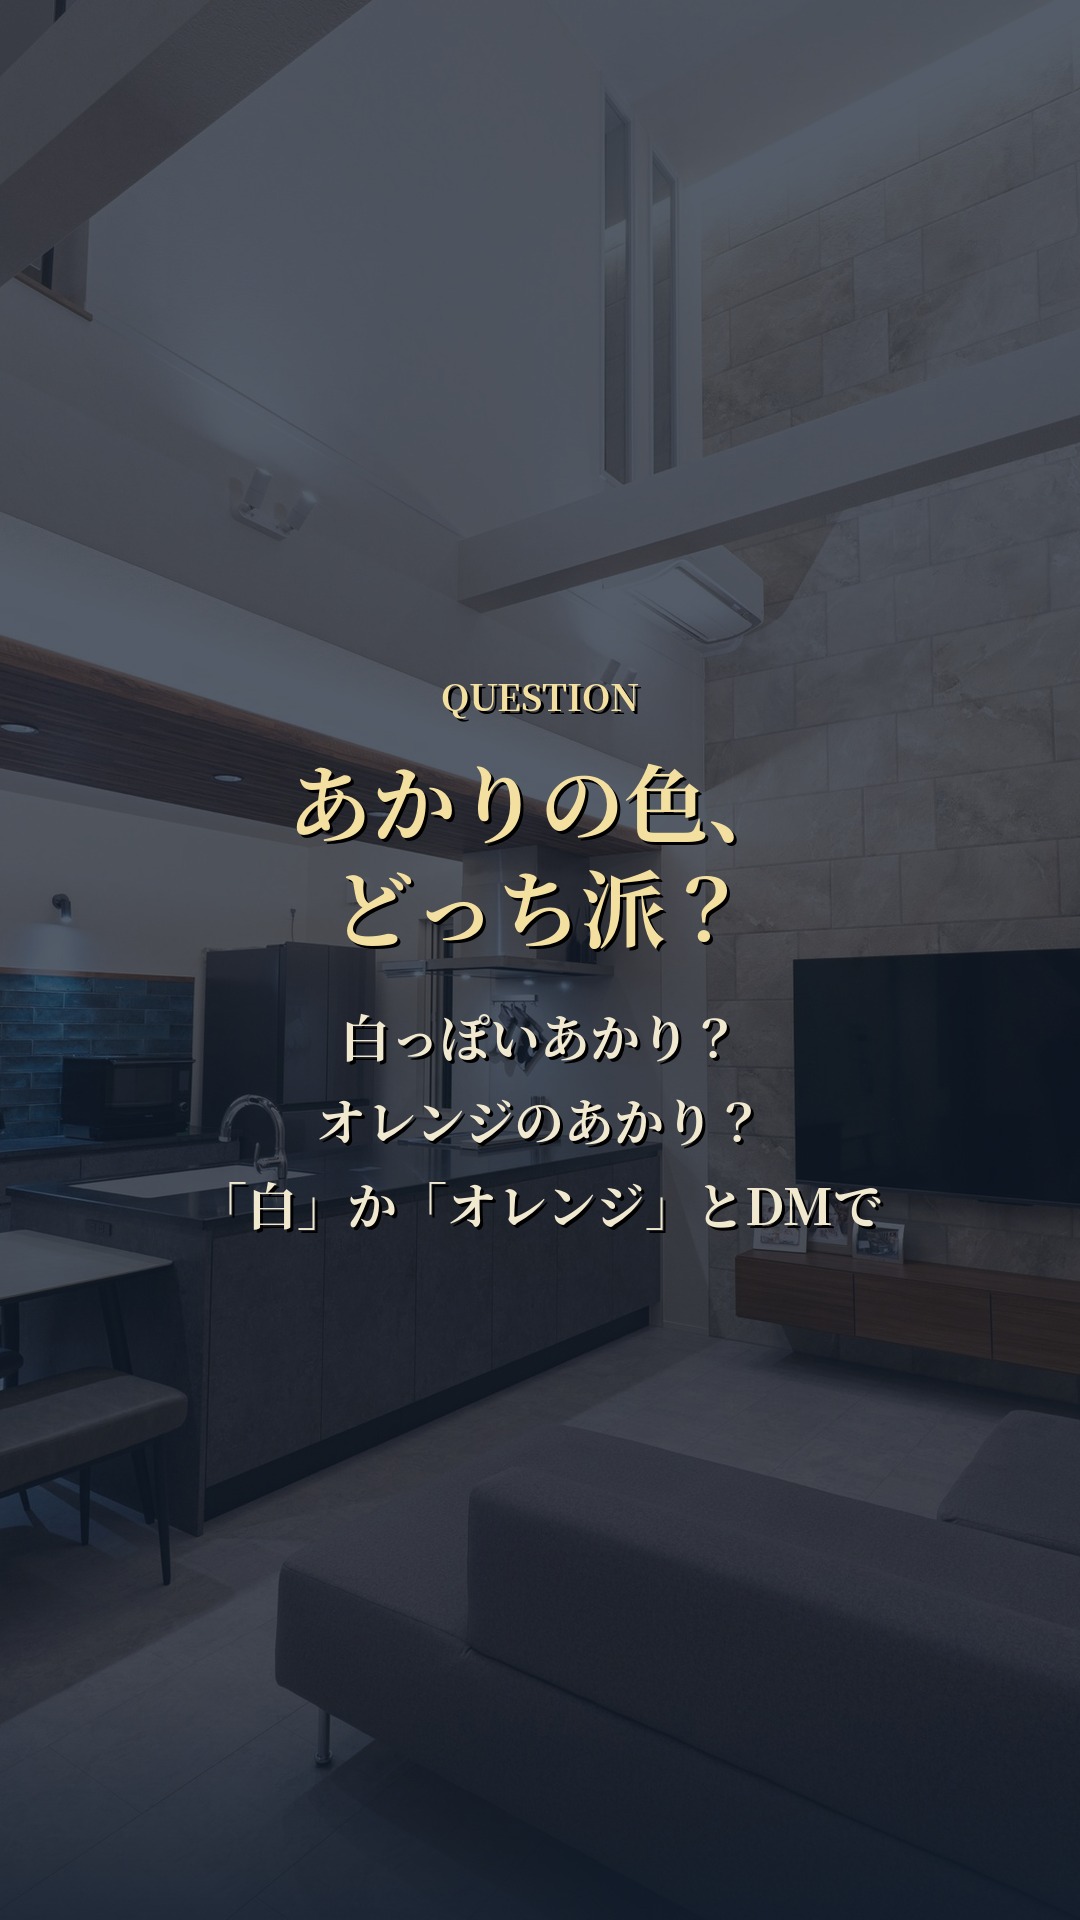 QUESTION
あかりの色、
どっち派？
白っぽいあかり？
オレンジのあかり？
「白」か「オレンジ」とDMで